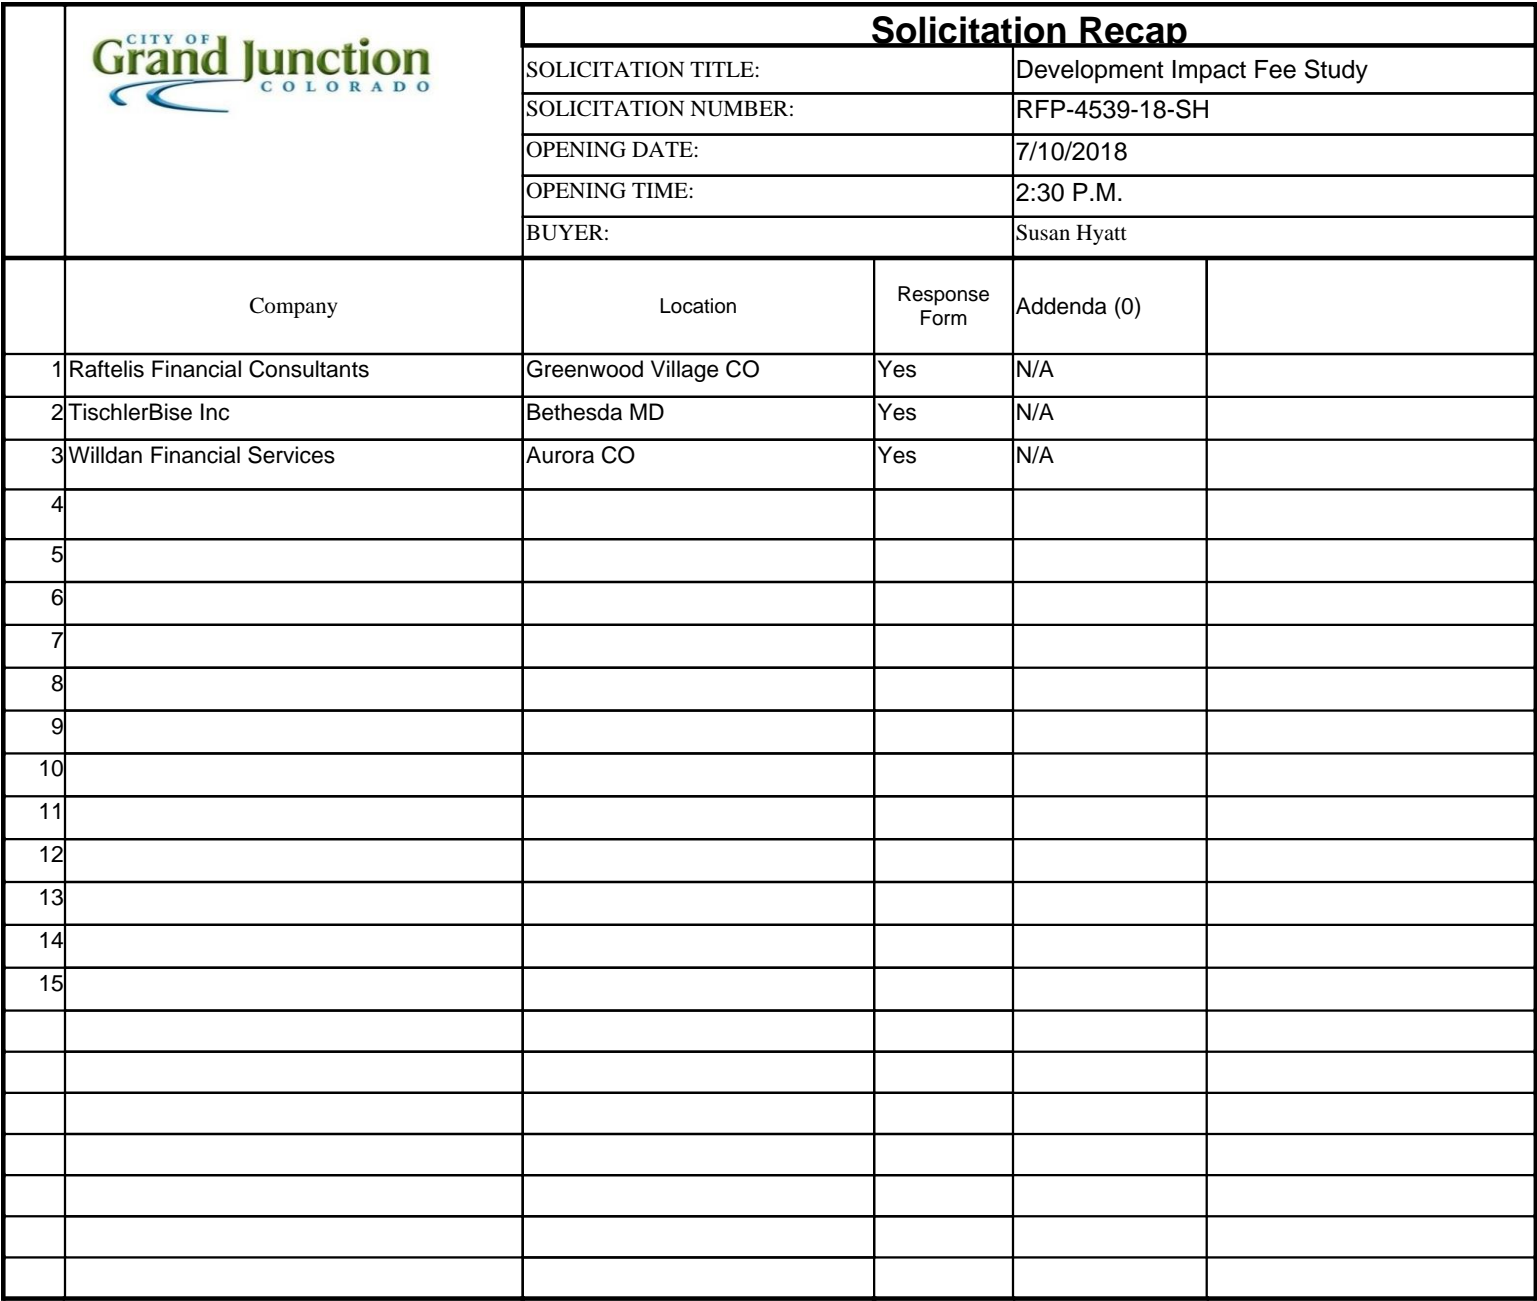 CITY OF
Grand Junction
COLORADO
Solicitation Recap
SOLICITATION TITLE: Development Impact Fee Study
SOLICITATION NUMBER: RFP-4539-18-SH
OPENING DATE: 7/10/2018
OPENING TIME: 2:30 P.M.
BUYER: Susan Hyatt
Company Location Response Form Addenda (0)
1 Raftelis Financial Consultants Greenwood Village CO Yes N/A
2 TischlerBise Inc Bethesda MD Yes N/A
3 Willdan Financial Services Aurora CO Yes N/A
4
5
6
7
8
9
10
11
12
13
14
15